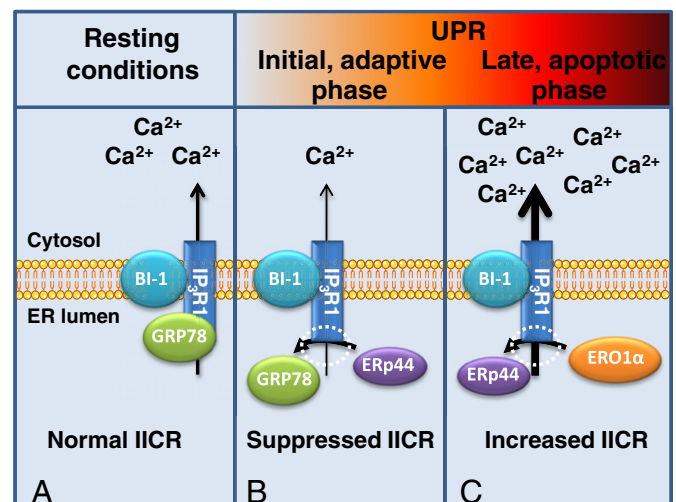 Resting
conditions
UPR
Initial, adaptive
phase
Late, apoptotic
phase
Ca²⁺
Ca²⁺ Ca²⁺
Cytosol
BI-1
IP₃R1
ER lumen
GRP78
Normal IICR
A
Ca²⁺
BI-1
IP₃R1
GRP78
ERp44
Suppressed IICR
B
Ca²⁺
Ca²⁺
Ca²⁺ Ca²⁺ Ca²⁺
Ca²⁺ Ca²⁺
BI-1
IP₃R1
ERp44
ERO1α
Increased IICR
C